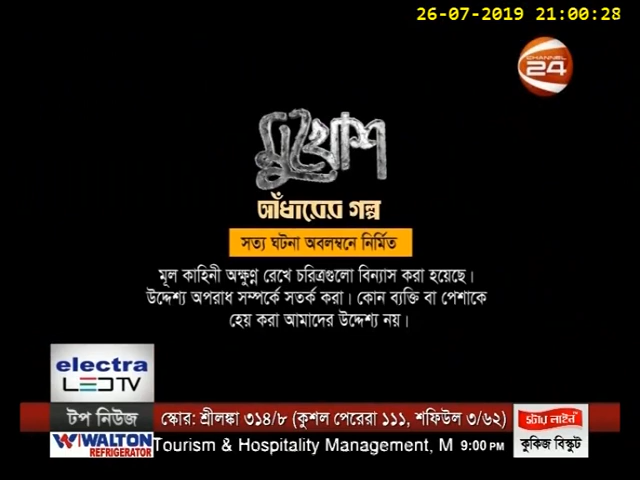 26-07-2019 21:00:28
CHANNEL
24
মুখোশ
আঁধারের গল্প
সত্য ঘটনা অবলম্বনে নির্মিত
মূল কাহিনী অক্ষুণ্ণ রেখে চরিত্রগুলো বিন্যাস করা হয়েছে।
উদ্দেশ্য অপরাধ সম্পর্কে সতর্ক করা। কোন ব্যক্তি বা পেশাকে
হেয় করা আমাদের উদ্দেশ্য নয়।
electra
LEDTV
টপ নিউজ
স্কোর: শ্রীলঙ্কা ৩১৪/৮ (কুশল পেরেরা ১১১, শফিউল ৩/৬২)
স্টার লাইন
WALTON
REFRIGERATOR
Tourism & Hospitality Management, M
9:00 PM
কুকিজ বিস্কুট